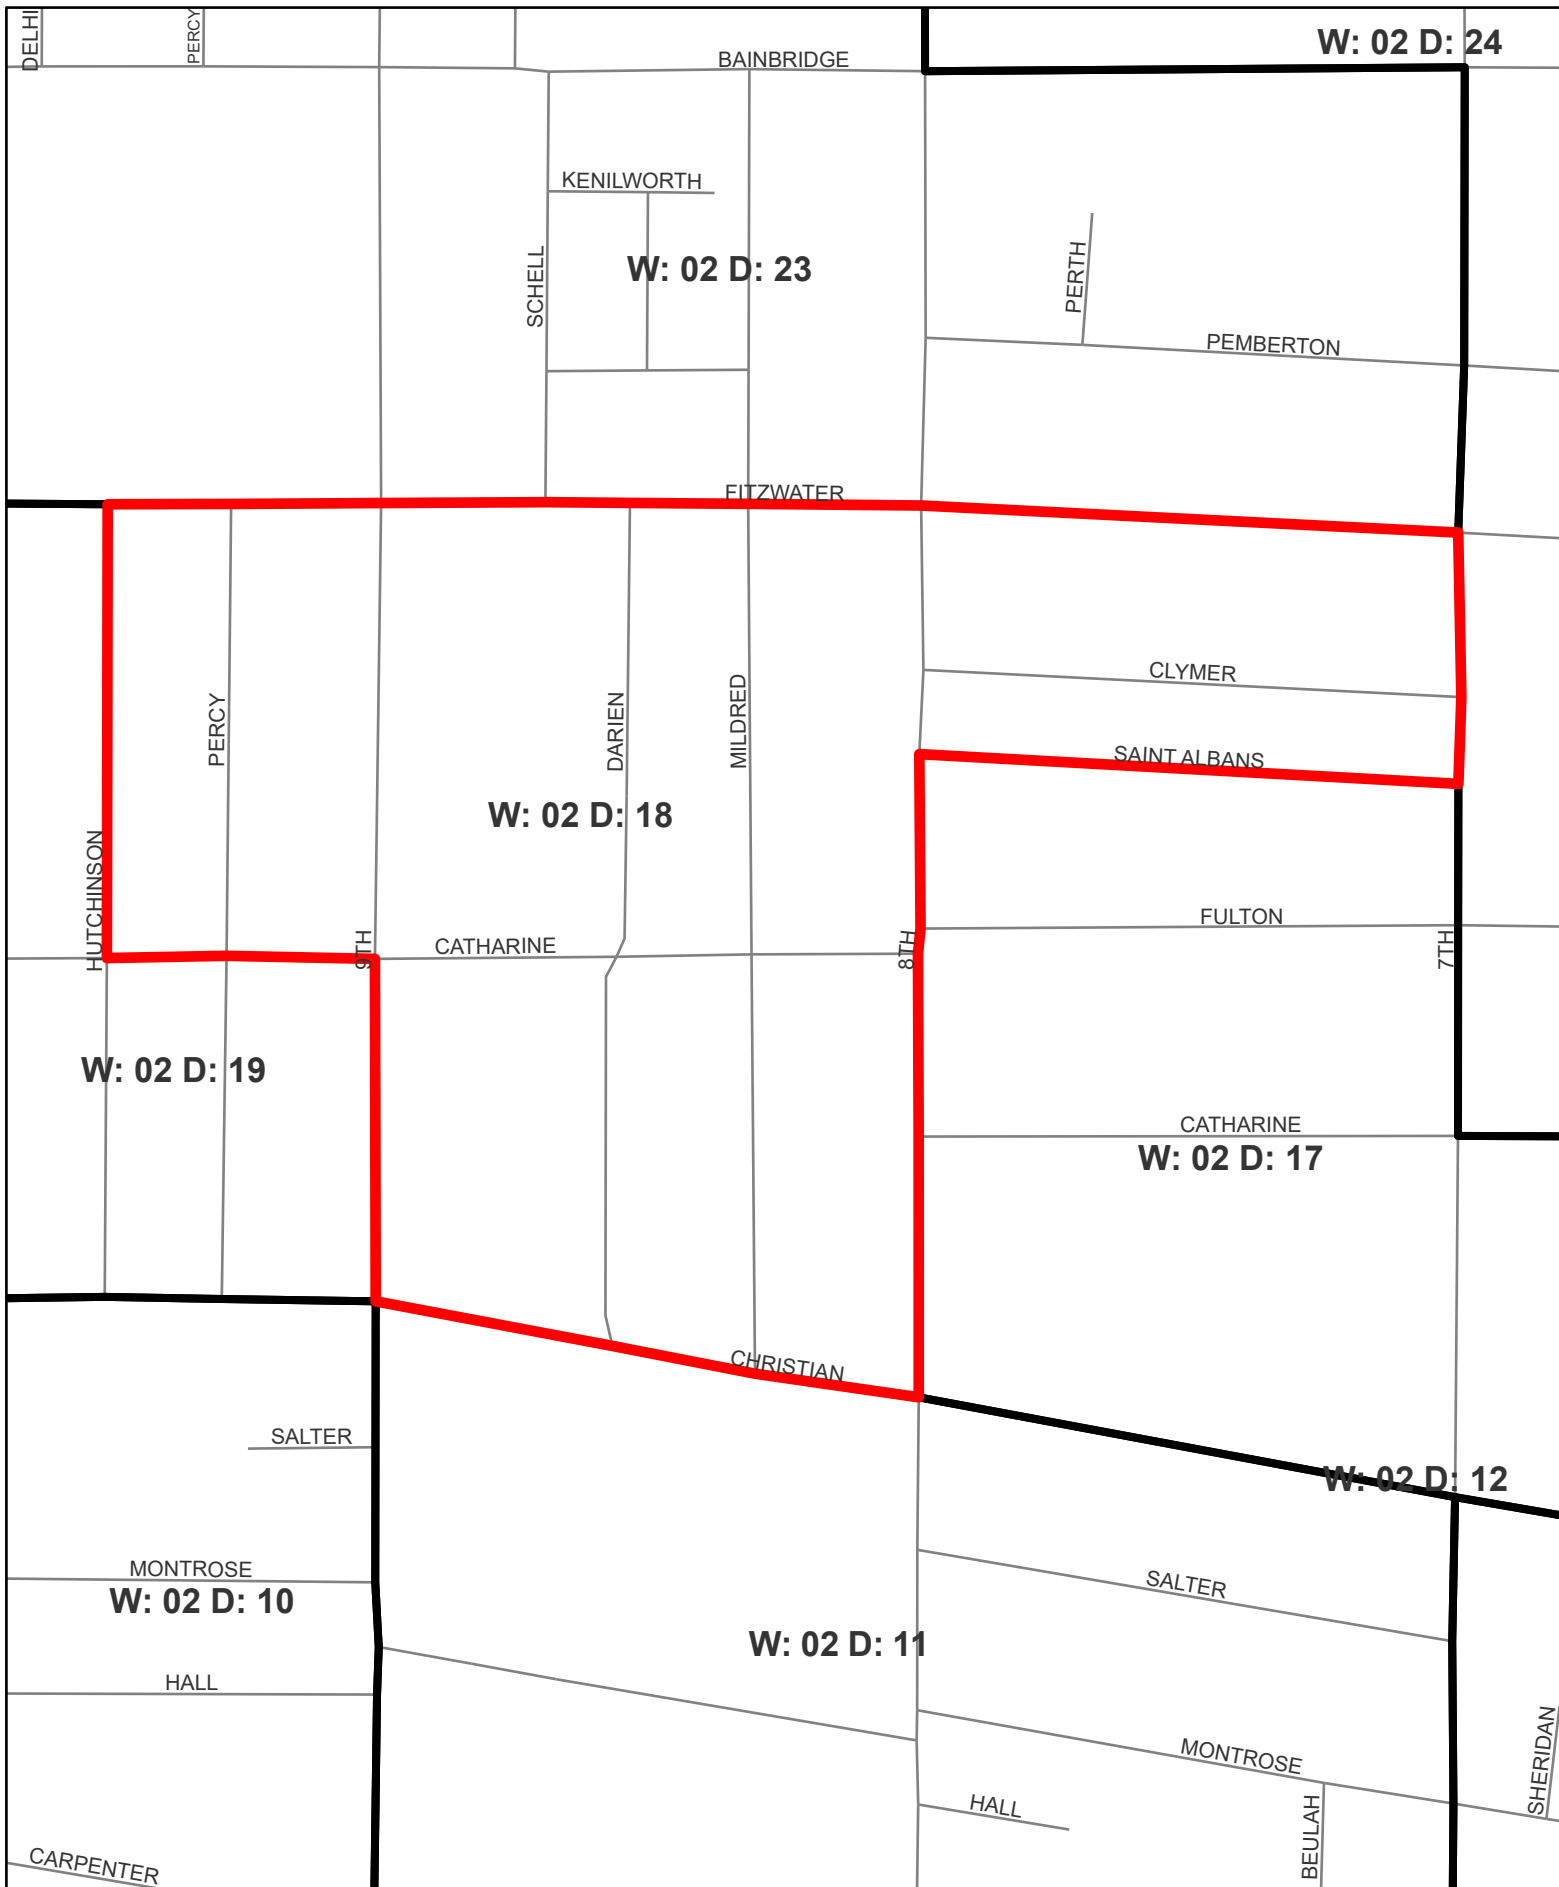 DELHI
PERCY
BAINBRIDGE
W: 02 D: 24
KENILWORTH
SCHELL
W: 02 D: 23
PERTH
PEMBERTON
FITZWATER
CLYMER
PERCY
DARIEN
MILDRED
SAINT ALBANS
W: 02 D: 18
HUTCHINSON
9TH
CATHARINE
8TH
FULTON
7TH
W: 02 D: 19
CATHARINE
W: 02 D: 17
CHRISTIAN
SALTER
W: 02 D: 12
MONTROSE
W: 02 D: 10
SALTER
W: 02 D: 11
HALL
MONTROSE
SHERIDAN
HALL
BEULAH
CARPENTER